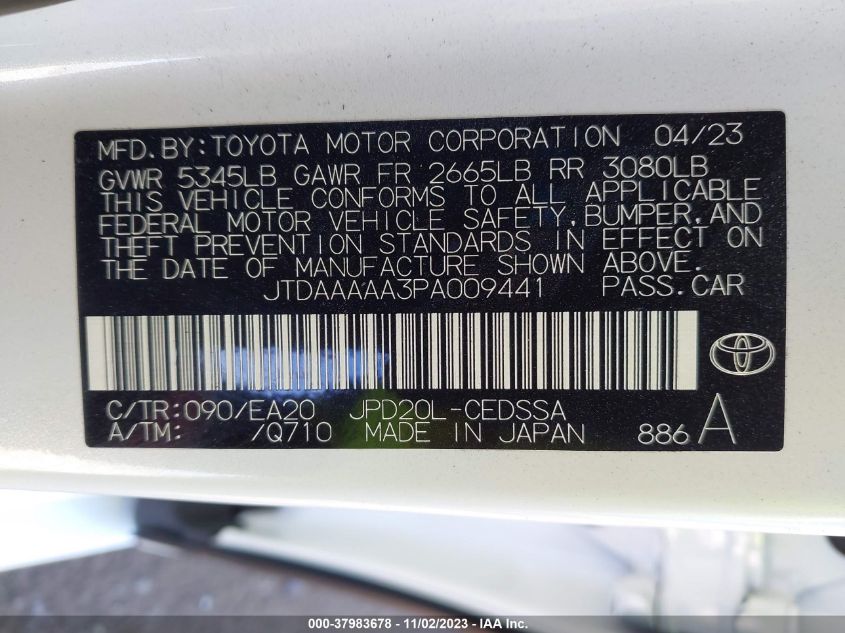 MFD.BY:TOYOTA MOTOR CORPORATION 04/23
GVWR 5345LB GAWR FR 2665LB RR 3080LB
THIS VEHICLE CONFORMS TO ALL APPLICABLE
FEDERAL MOTOR VEHICLE SAFETY,BUMPER,AND
THEFT PREVENTION STANDARDS IN EFFECT ON
THE DATE OF MANUFACTURE SHOWN ABOVE.
JTDAAAAA3PA009441 PASS.CAR
C/TR:090/EA20 JPD20L-CEDSSA
A/TM: /Q710 MADE IN JAPAN 886 A
000-37983678 - 11/02/2023 - IAAI.com